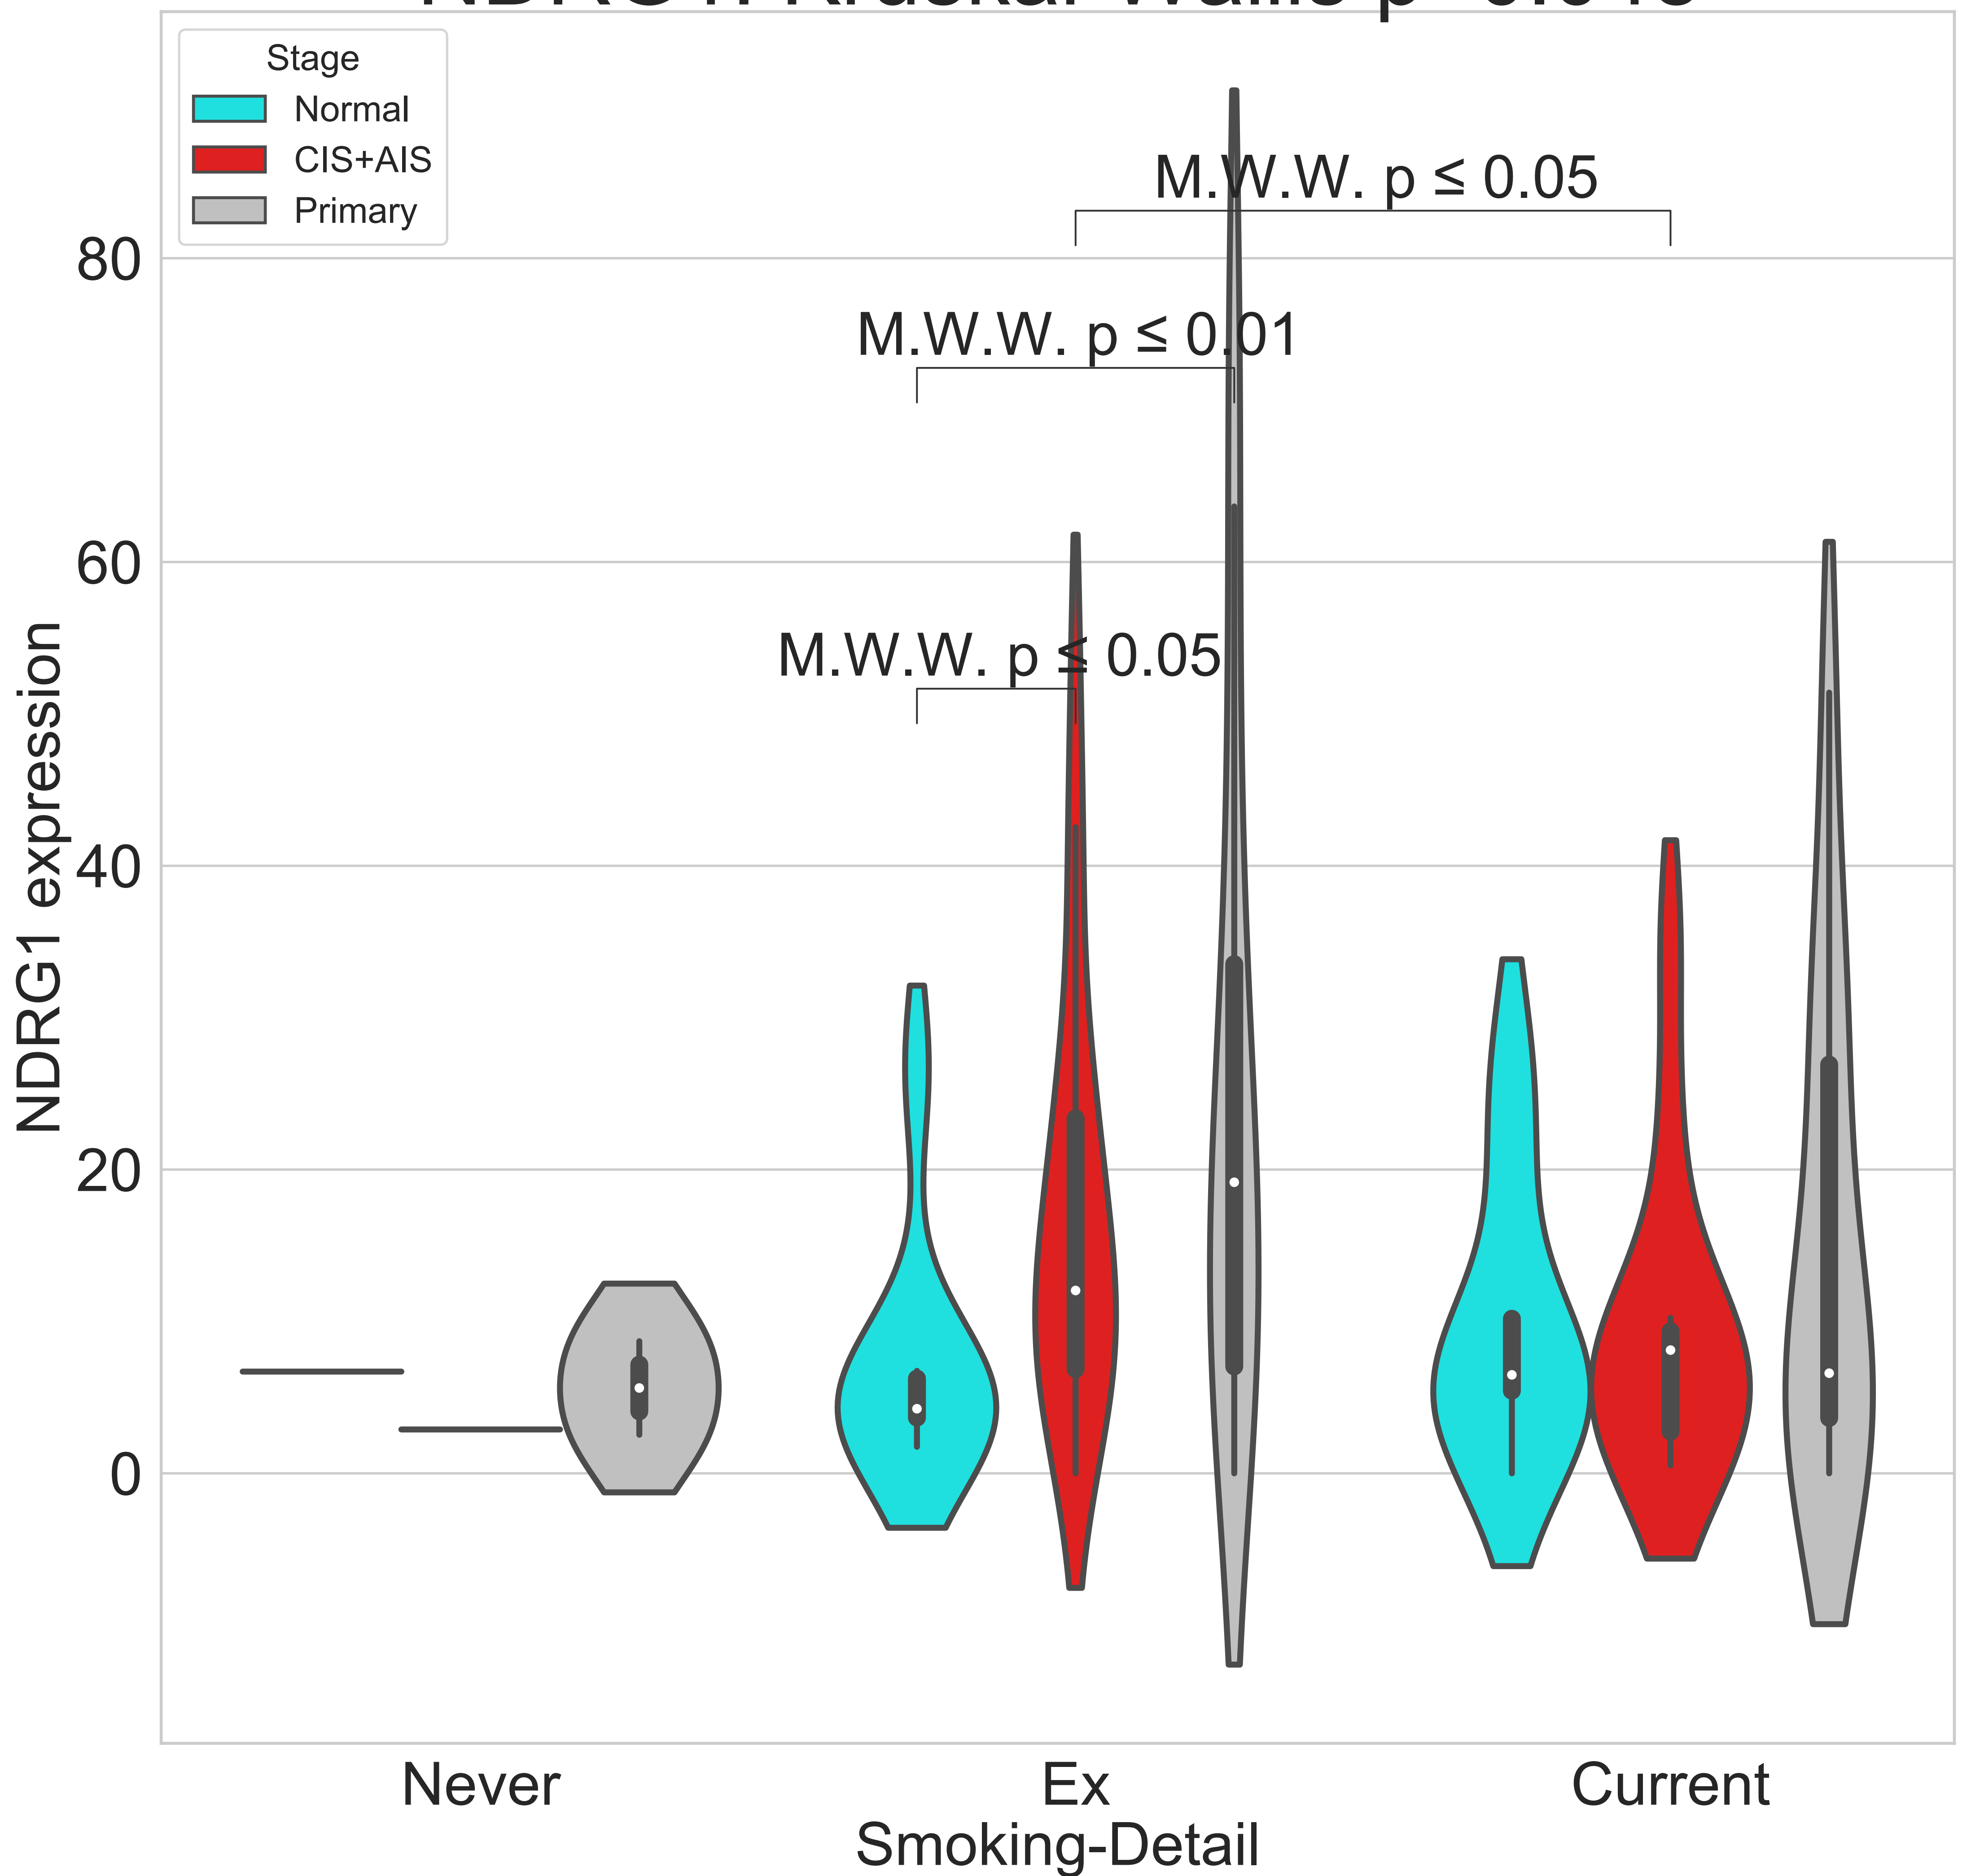 Stage
Normal
CIS+AIS
Primary
M.W.W. p ≤ 0.05
80
M.W.W. p ≤ 0.01
60
M.W.W. p ≤ 0.05
40
20
0
NDRG1 expression
Never Ex Current
Smoking-Detail